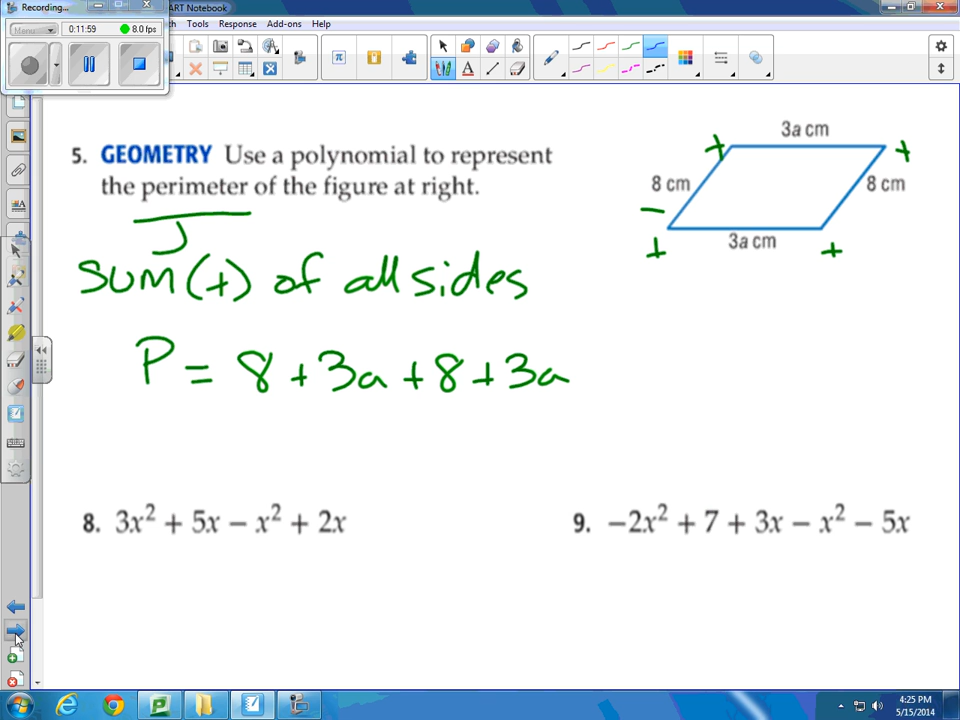 Recording...
ART Notebook
Menu
0:11:59
8.0 fps
Tools Response Add-ons Help
5. GEOMETRY Use a polynomial to represent
the perimeter of the figure at right.
3a cm
8 cm
8 cm
3a cm
+
+
−
+
+
sum (+) of all sides
P = 8 + 3a + 8 + 3a
8. 3x² + 5x − x² + 2x
9. −2x² + 7 + 3x − x² − 5x
4:25 PM
5/15/2014